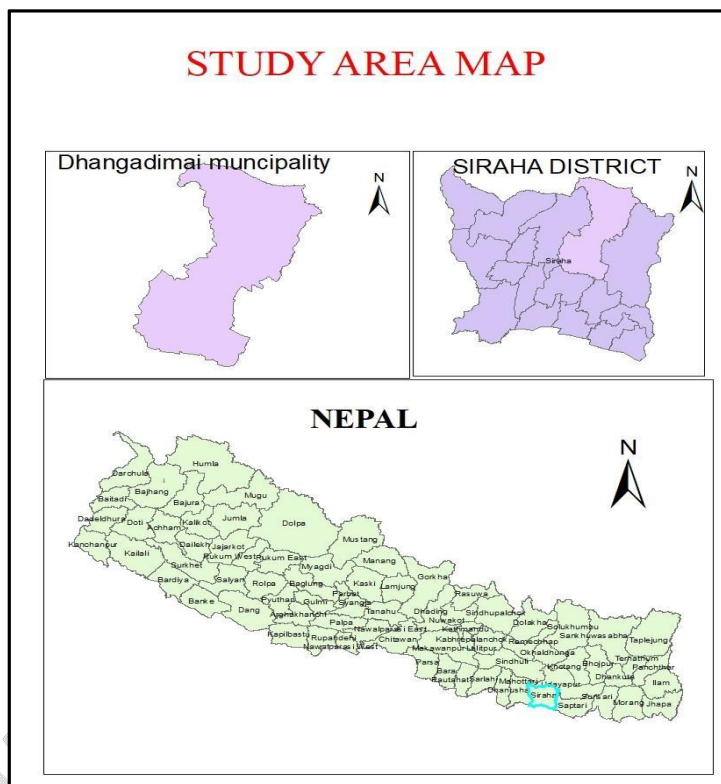 STUDY AREA MAP
Dhangadimai muncipality
N
SIRAHA DISTRICT
N
Siraha
NEPAL
N
Humla
Darchula
Bajhang
Mugu
Baitadi
Bajura
Dadeldhura
Doti
Achham
Kalikot
Jumla
Dolpa
Kanchanpur
Kailali
Dailekh
Jajarkot
Mustang
Rukum West
Rukum East
Manang
Surkhet
Myagdi
Gorkha
Bardiya
Salyan
Rolpa
Baglung
Kaski
Lamjung
Rasuwa
Parbat
Banke
Dang
Pyuthan
Gulmi
Syangja
Sindhupalchok
Arghakhanchi
Tanahu
Dhading
Nuwakot
Dolakha
Solukhumbu
Palpa
Sankhuwasabha
Taplejung
Kapilbastu
Rupandehi
Nawalparasi East
Kathmandu
Nawalparasi West
Chitawan
Kabhrepalanchok
Ramechhap
Makawanpur
Lalitpur
Okhaldhunga
Terhathum
Parsa
Sindhuli
Khotang
Bhojpur
Panchthar
Bara
Dhankuta
Rautahat
Sarlahi
Mahottari
Udayapur
Ilam
Dhanusha
Siraha
Saptari
Sunsari
Morang
Jhapa